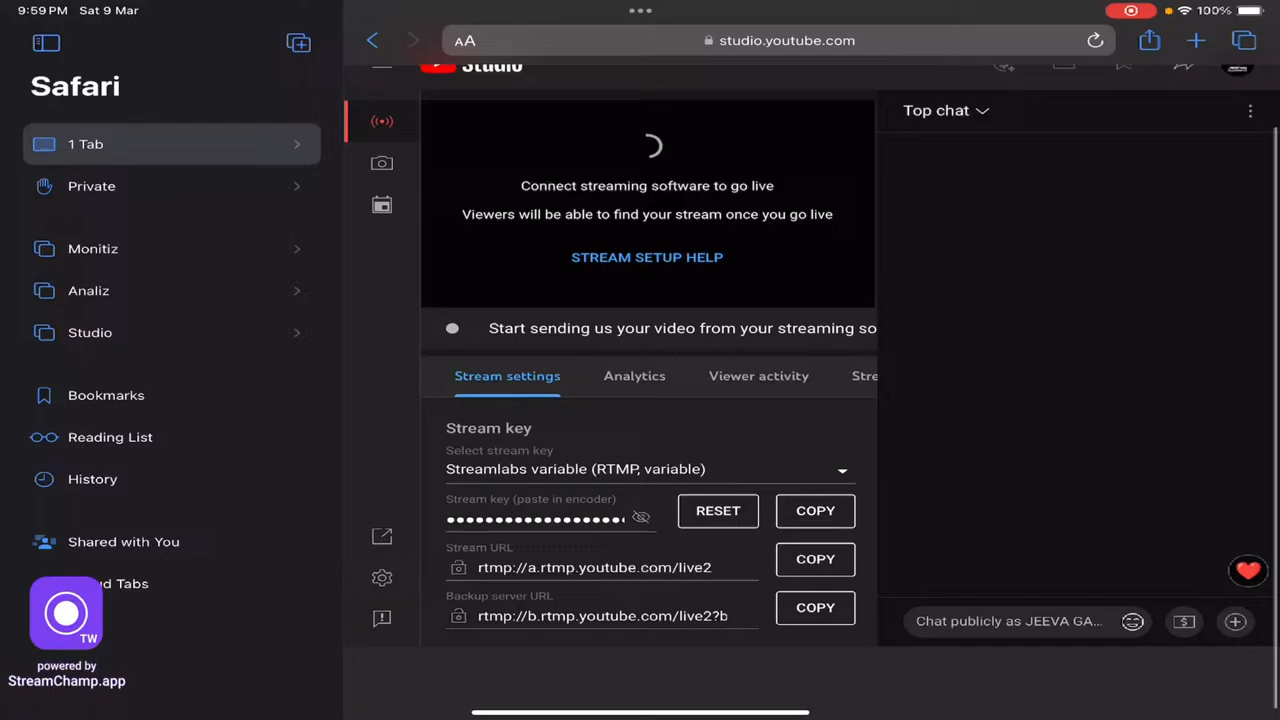 9:59 PM Sat 9 Mar
100%
AA
studio.youtube.com
Safari
1 Tab
Private
Monitiz
Analiz
Studio
Bookmarks
Reading List
History
Shared with You
Tabs
TW
powered by
StreamChamp.app
Studio
Connect streaming software to go live
Viewers will be able to find your stream once you go live
STREAM SETUP HELP
Start sending us your video from your streaming so
Stream settings Analytics Viewer activity Stre
Stream key
Select stream key
Streamlabs variable (RTMP, variable)
Stream key (paste in encoder)
RESET COPY
Stream URL
rtmp://a.rtmp.youtube.com/live2
COPY
Backup server URL
rtmp://b.rtmp.youtube.com/live2?b
COPY
Top chat
Chat publicly as JEEVA GA...